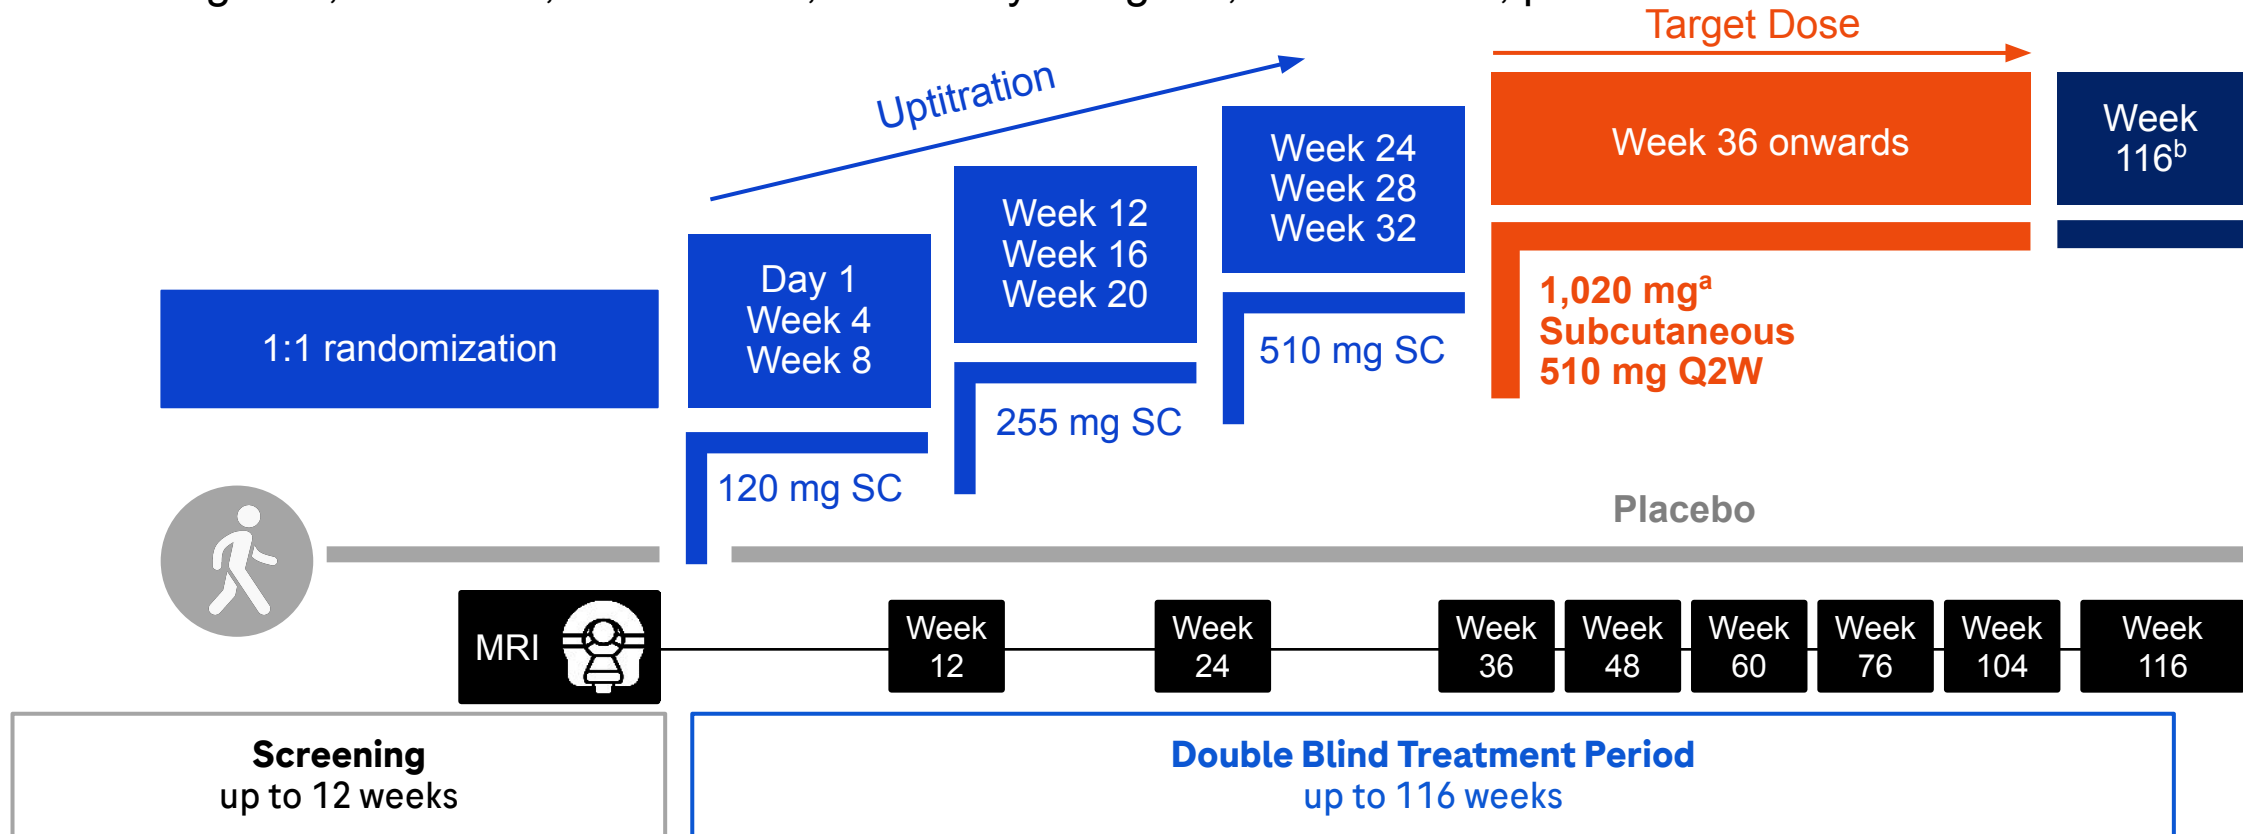 Target Dose
Uptitration
Week 36 onwards
Week
116ᵇ
Week 24
Week 28
Week 32
Week 12
Week 16
Week 20
Day 1
Week 4
Week 8
1:1 randomization
1,020 mgᵃ
Subcutaneous
510 mg Q2W
510 mg SC
255 mg SC
120 mg SC
Placebo
MRI
Week
12
Week
24
Week
36
Week
48
Week
60
Week
76
Week
104
Week
116
Screening
up to 12 weeks
Double Blind Treatment Period
up to 116 weeks